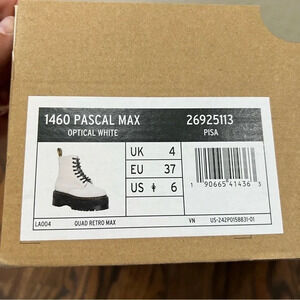 1460 PASCAL MAX 26925113
OPTICAL WHITE PISA
UK 4
EU 37
US 6
1 90665 41436 3
LA004 QUAD RETRO MAX VN US-242P0158831-01